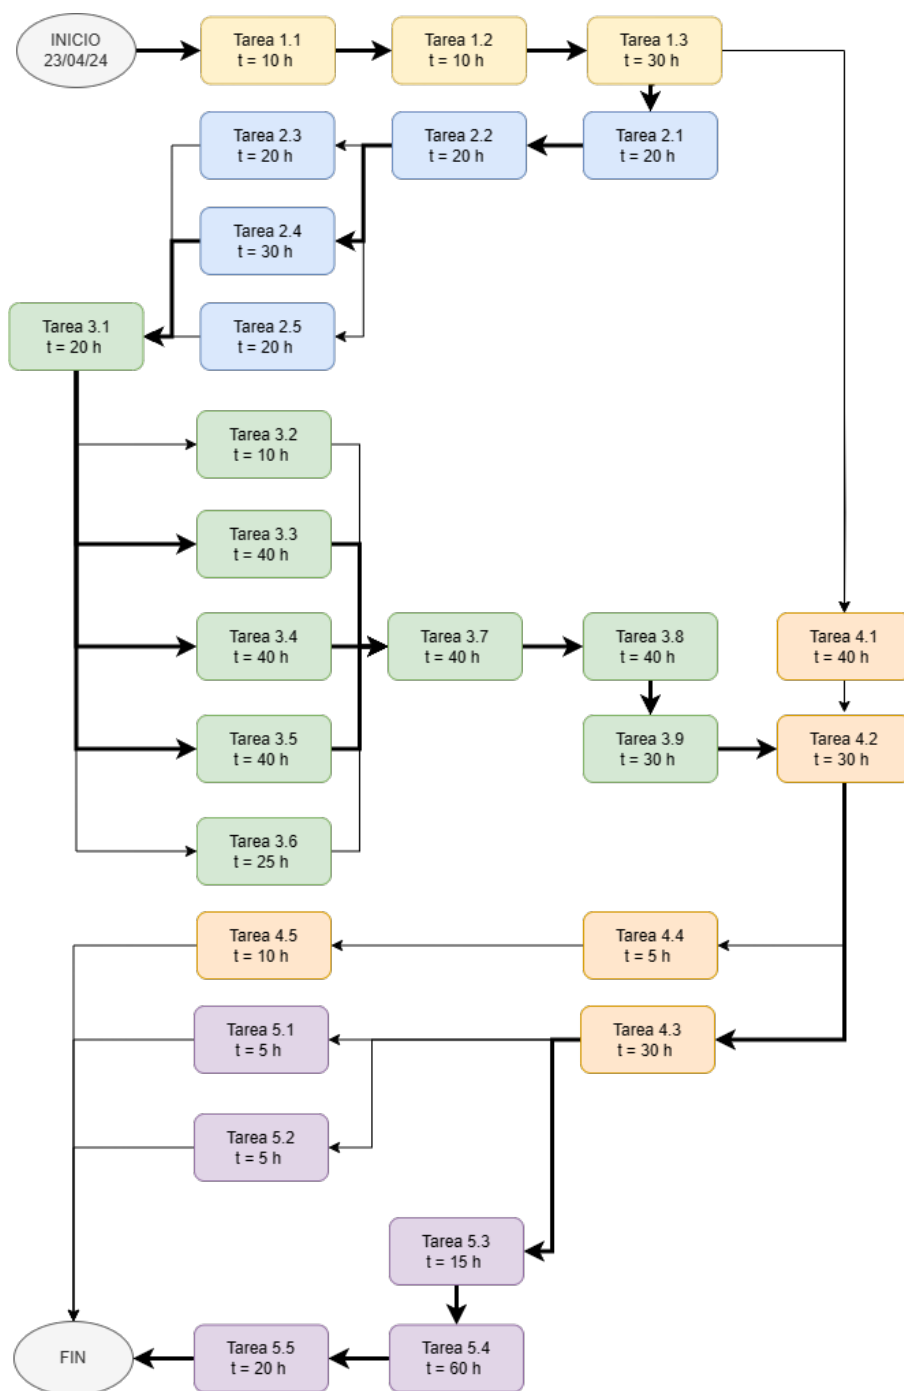 INICIO
23/04/24
Tarea 1.1
t = 10 h
Tarea 1.2
t = 10 h
Tarea 1.3
t = 30 h
Tarea 2.3
t = 20 h
Tarea 2.2
t = 20 h
Tarea 2.1
t = 20 h
Tarea 2.4
t = 30 h
Tarea 2.5
t = 20 h
Tarea 3.1
t = 20 h
Tarea 3.2
t = 10 h
Tarea 3.3
t = 40 h
Tarea 3.4
t = 40 h
Tarea 3.7
t = 40 h
Tarea 3.8
t = 40 h
Tarea 4.1
t = 40 h
Tarea 3.5
t = 40 h
Tarea 3.9
t = 30 h
Tarea 4.2
t = 30 h
Tarea 3.6
t = 25 h
Tarea 4.5
t = 10 h
Tarea 4.4
t = 5 h
Tarea 5.1
t = 5 h
Tarea 4.3
t = 30 h
Tarea 5.2
t = 5 h
Tarea 5.3
t = 15 h
FIN
Tarea 5.5
t = 20 h
Tarea 5.4
t = 60 h